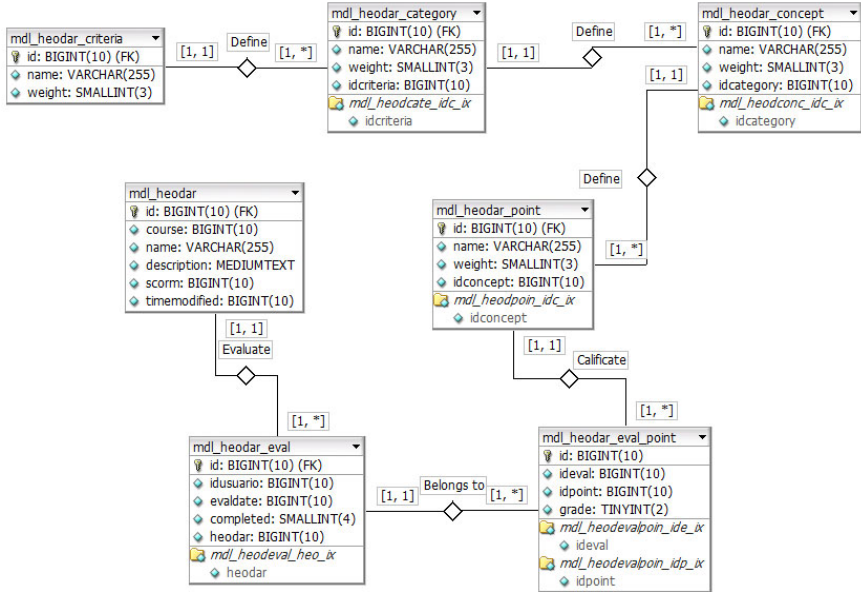 mdl_heodar_criteria
id: BIGINT(10) (FK)
name: VARCHAR(255)
weight: SMALLINT(3)
[1, 1]
Define
[1, *]
mdl_heodar_category
id: BIGINT(10) (FK)
name: VARCHAR(255)
weight: SMALLINT(3)
idcriteria: BIGINT(10)
mdl_heodcate_idc_ix
idcriteria
[1, 1]
Define
[1, *]
mdl_heodar_concept
id: BIGINT(10) (FK)
name: VARCHAR(255)
weight: SMALLINT(3)
idcategory: BIGINT(10)
mdl_heodconc_idc_ix
idcategory
[1, 1]
Define
[1, *]
mdl_heodar
id: BIGINT(10) (FK)
course: BIGINT(10)
name: VARCHAR(255)
description: MEDIUMTEXT
scorm: BIGINT(10)
timemodified: BIGINT(10)
mdl_heodar_point
id: BIGINT(10) (FK)
name: VARCHAR(255)
weight: SMALLINT(3)
idconcept: BIGINT(10)
mdl_heodpoin_idc_ix
idconcept
[1, 1]
Evaluate
[1, *]
[1, 1]
Calificate
[1, *]
mdl_heodar_eval
id: BIGINT(10) (FK)
idusuario: BIGINT(10)
evaldate: BIGINT(10)
completed: SMALLINT(4)
heodar: BIGINT(10)
mdl_heodeval_heo_ix
heodar
[1, 1]
Belongs to
[1, *]
mdl_heodar_eval_point
id: BIGINT(10)
ideval: BIGINT(10)
idpoint: BIGINT(10)
grade: TINYINT(2)
mdl_heodevalpoin_ide_ix
ideval
mdl_heodevalpoin_idp_ix
idpoint